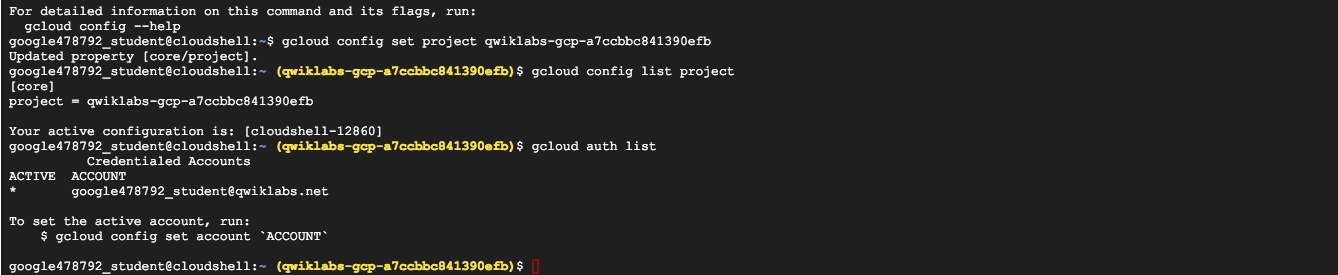 For detailed information on this command and its flags, run:
  gcloud config --help
google478792_student@cloudshell:~$ gcloud config set project qwiklabs-gcp-a7ccbbc841390efb
Updated property [core/project].
google478792_student@cloudshell:~ (qwiklabs-gcp-a7ccbbc841390efb)$ gcloud config list project
[core]
project = qwiklabs-gcp-a7ccbbc841390efb

Your active configuration is: [cloudshell-12860]
google478792_student@cloudshell:~ (qwiklabs-gcp-a7ccbbc841390efb)$ gcloud auth list
          Credentialed Accounts
ACTIVE  ACCOUNT
*       google478792_student@qwiklabs.net

To set the active account, run:
    $ gcloud config set account `ACCOUNT`

google478792_student@cloudshell:~ (qwiklabs-gcp-a7ccbbc841390efb)$